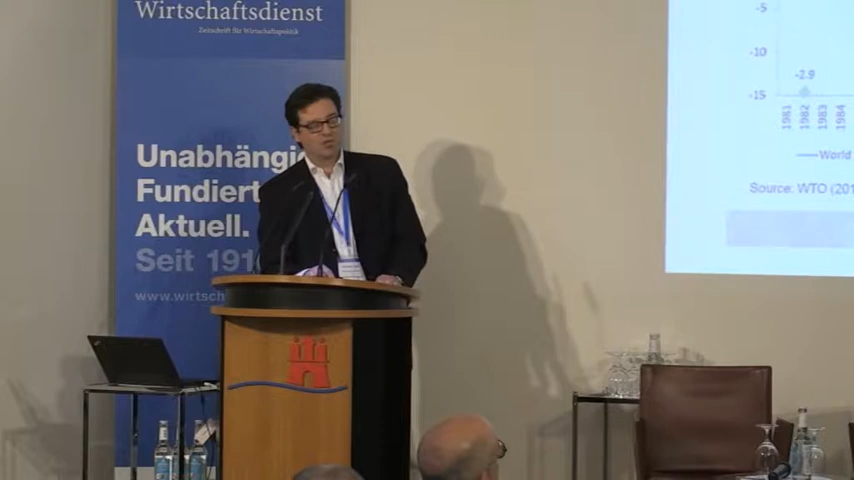 Wirtschaftsdienst
Zeitschrift für Wirtschaftspolitik
Unabhängig
Fundiert
Aktuell.
Seit 191
www.wirtsch
-5
-10
-15
-2.9
1981
1982
1983
1984
World
Source: WTO (201